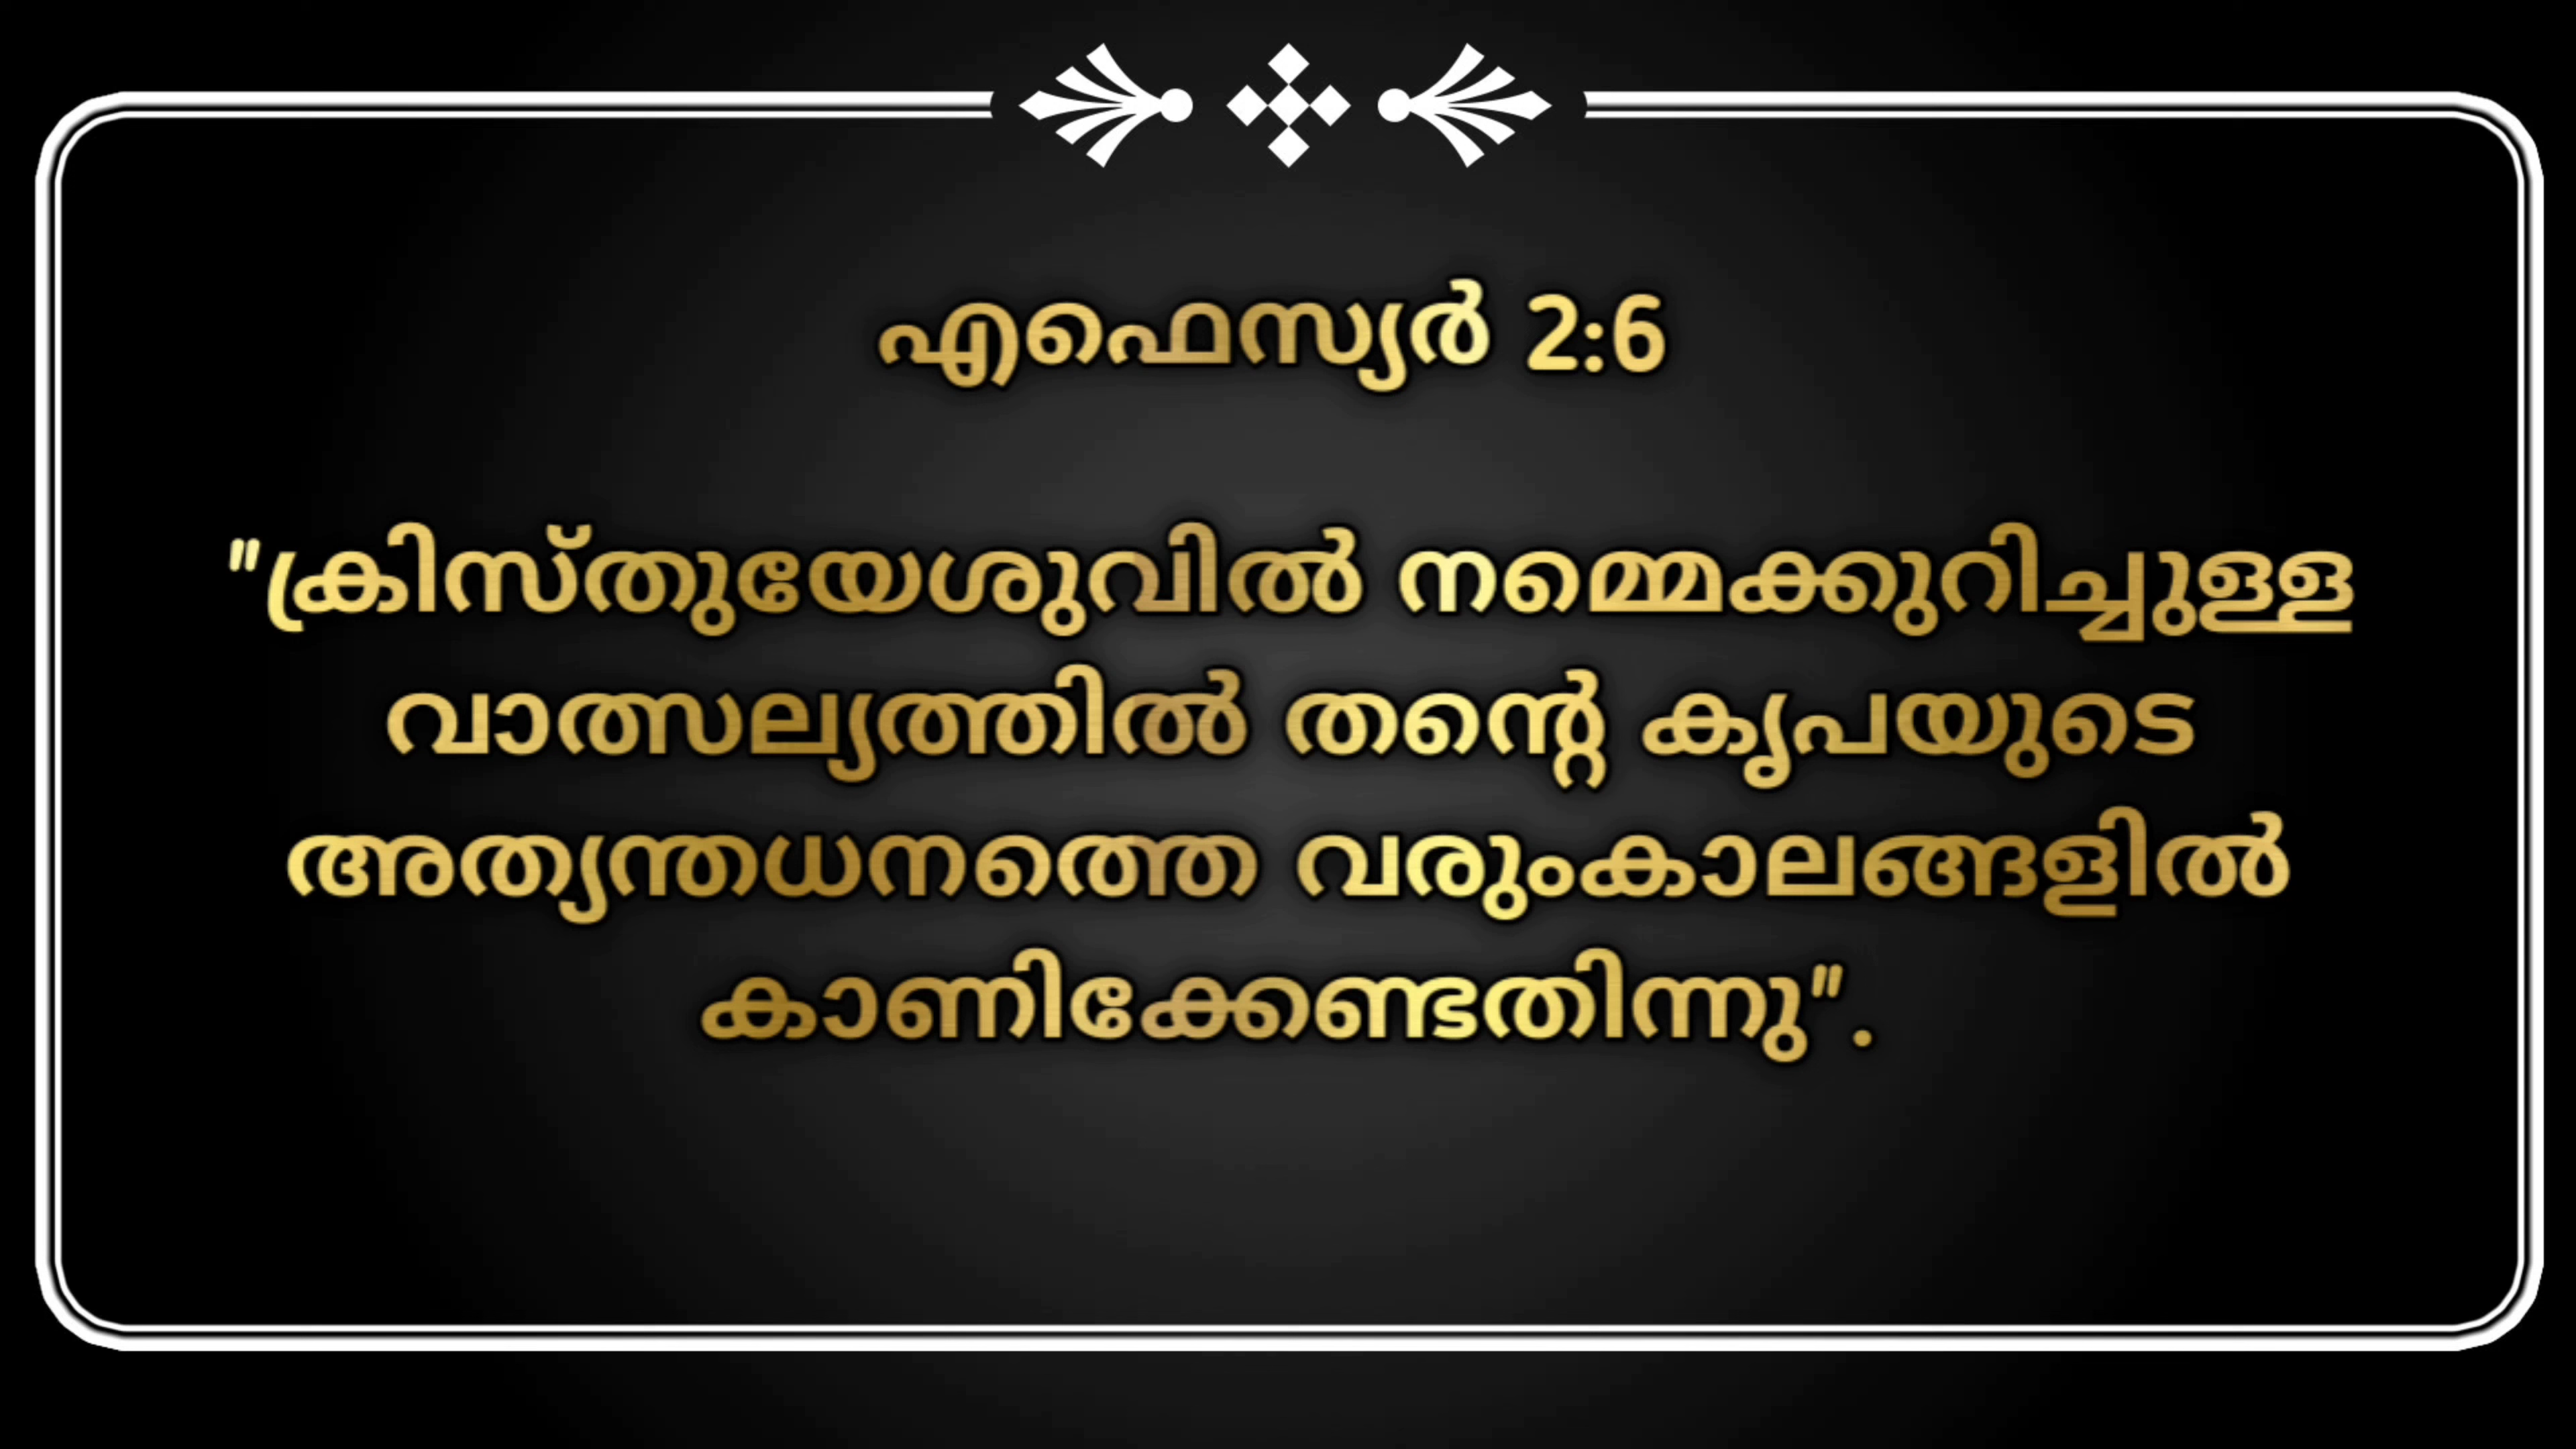 എഫെസ്യർ 2:6
"ക്രിസ്തുയേശുവിൽ നമ്മെക്കുറിച്ചുള്ള
വാത്സല്യത്തിൽ തന്റെ കൃപയുടെ
അത്യന്തധനത്തെ വരുംകാലങ്ങളിൽ
കാണിക്കേണ്ടതിന്നു".